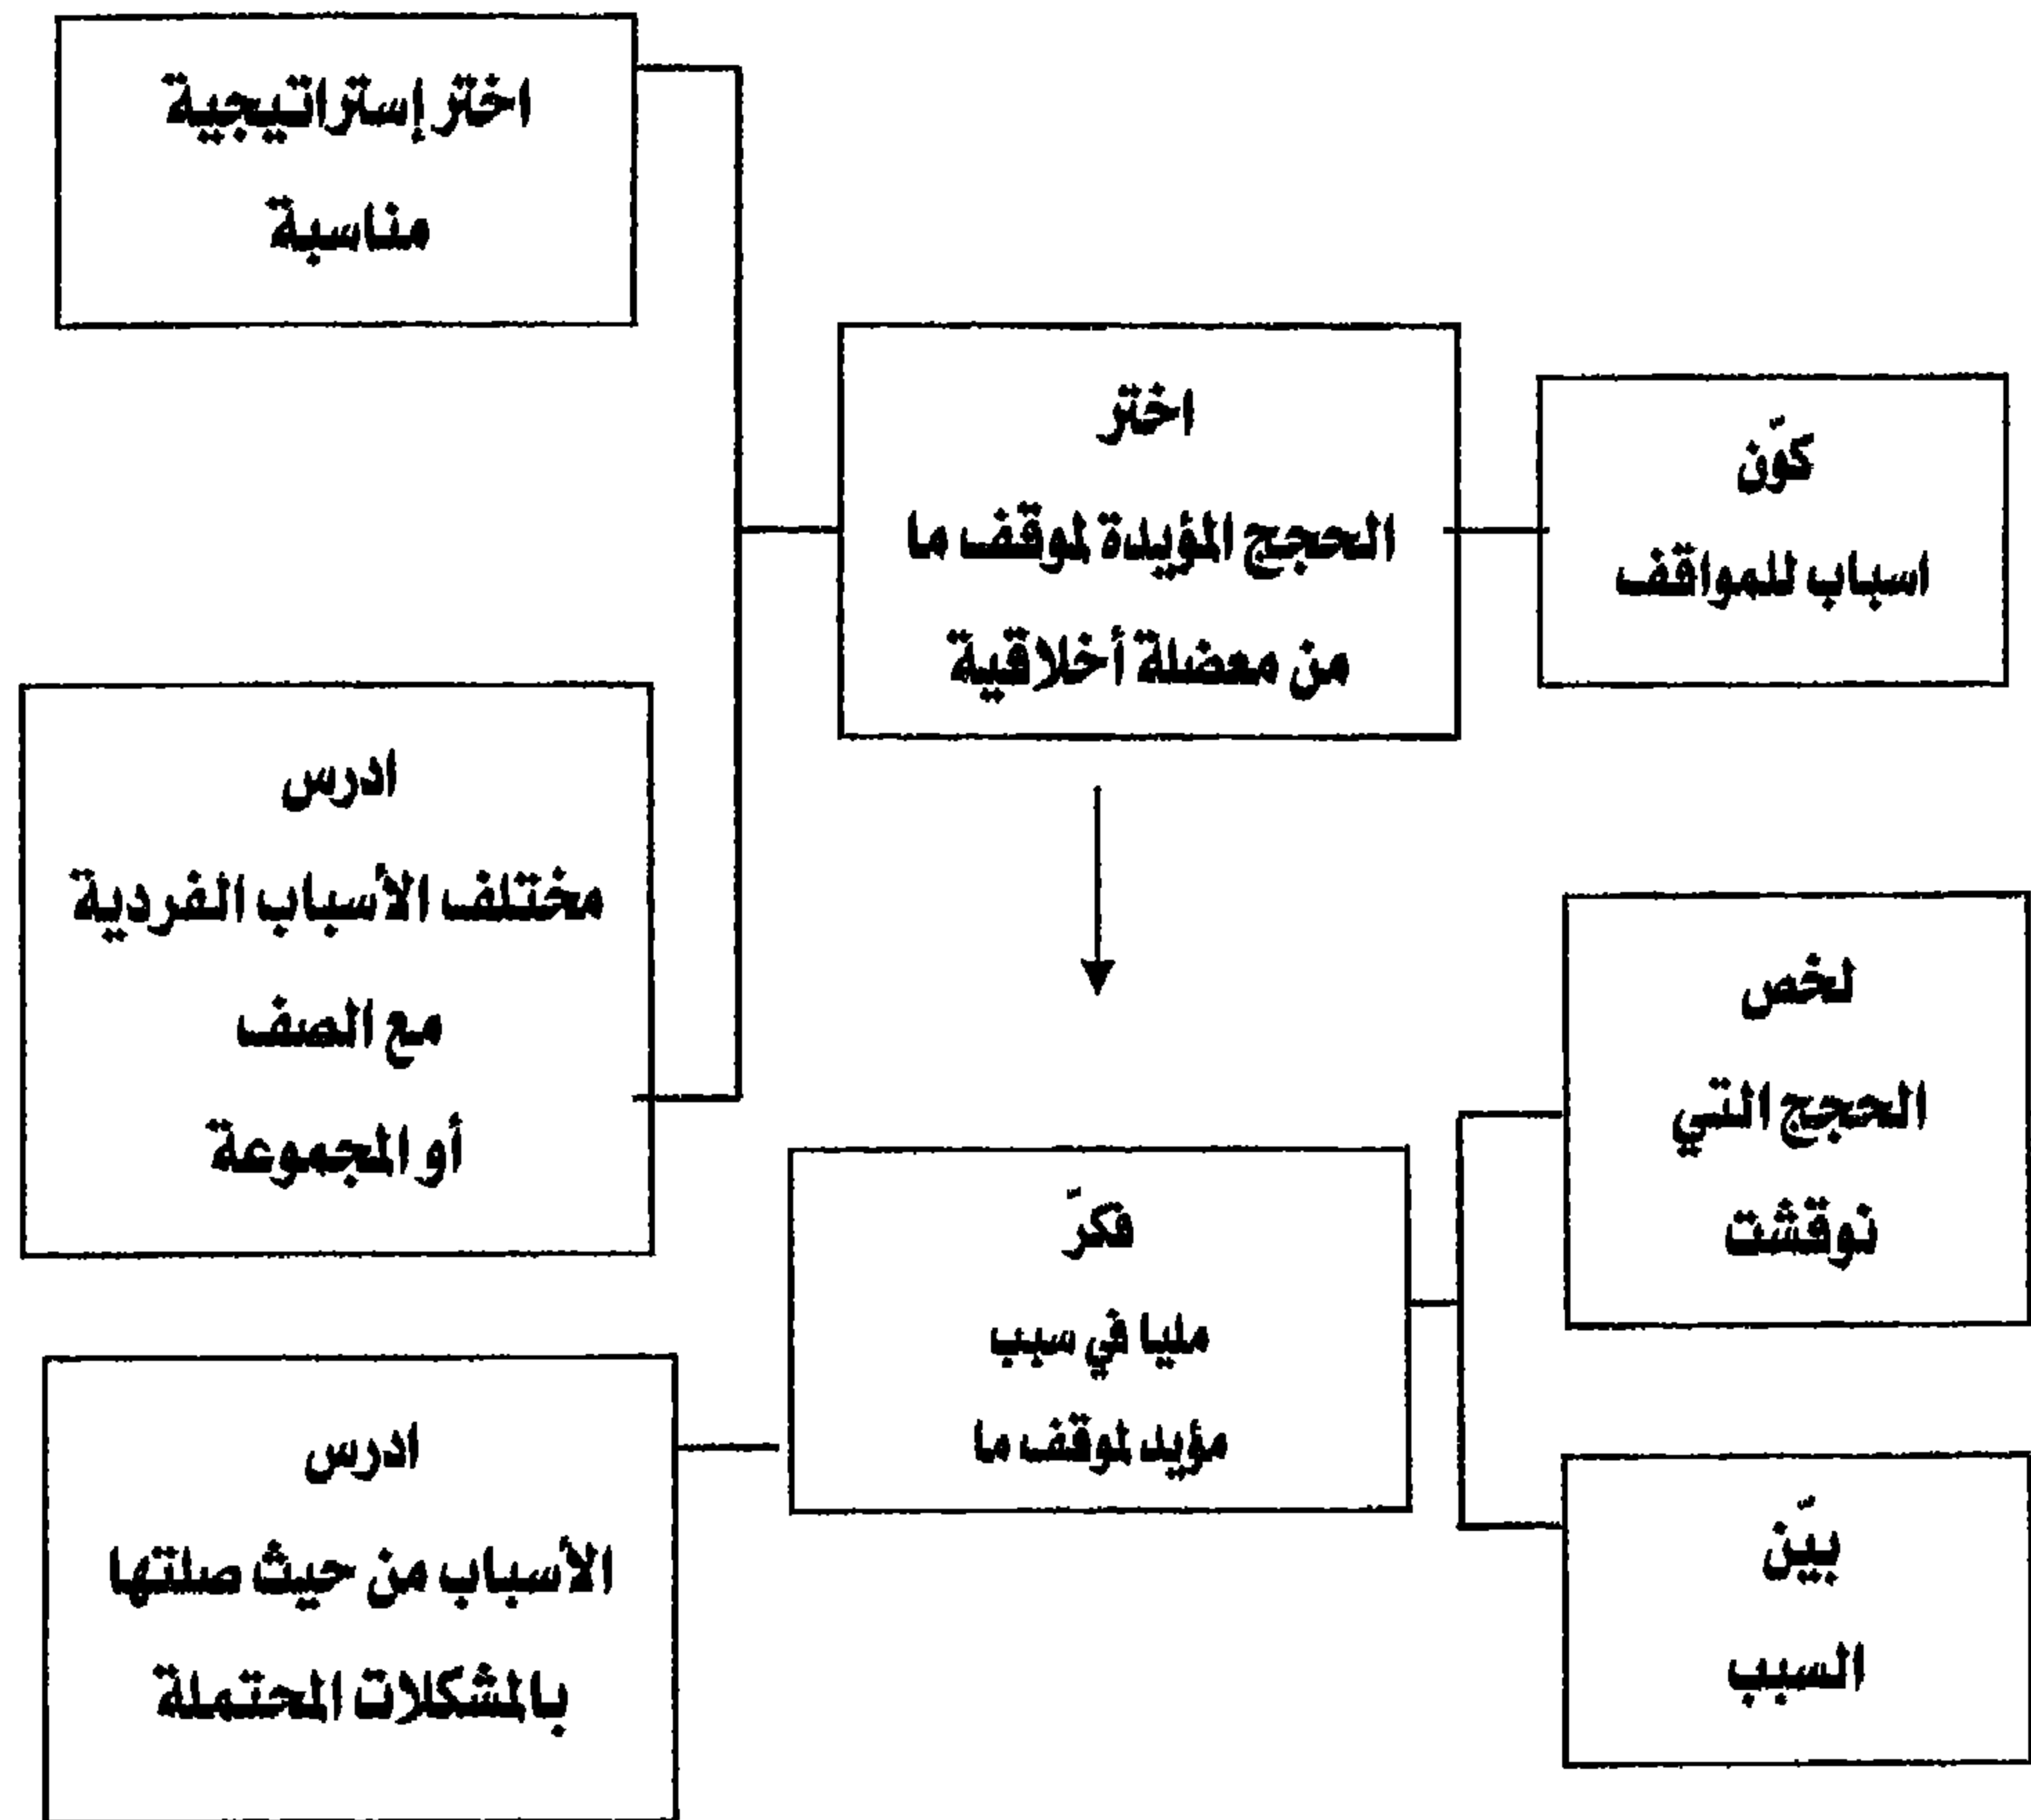 كوّن
اسباب للمواقف
اختر
الحجج المؤيدة لموقف ما
من معضلة أخلاقية
اختر إستراتيجية
مناسبة
ادرس
مختلف الأسباب الفردية
مع الصف
أو المجموعة
لخص
الحجج التي
نوقشت
بيّن
السبب
فكّر
مليا في سبب
مؤيد لموقف ما
ادرس
الأسباب من حيث صلتها
بالمشكلات المحتملة